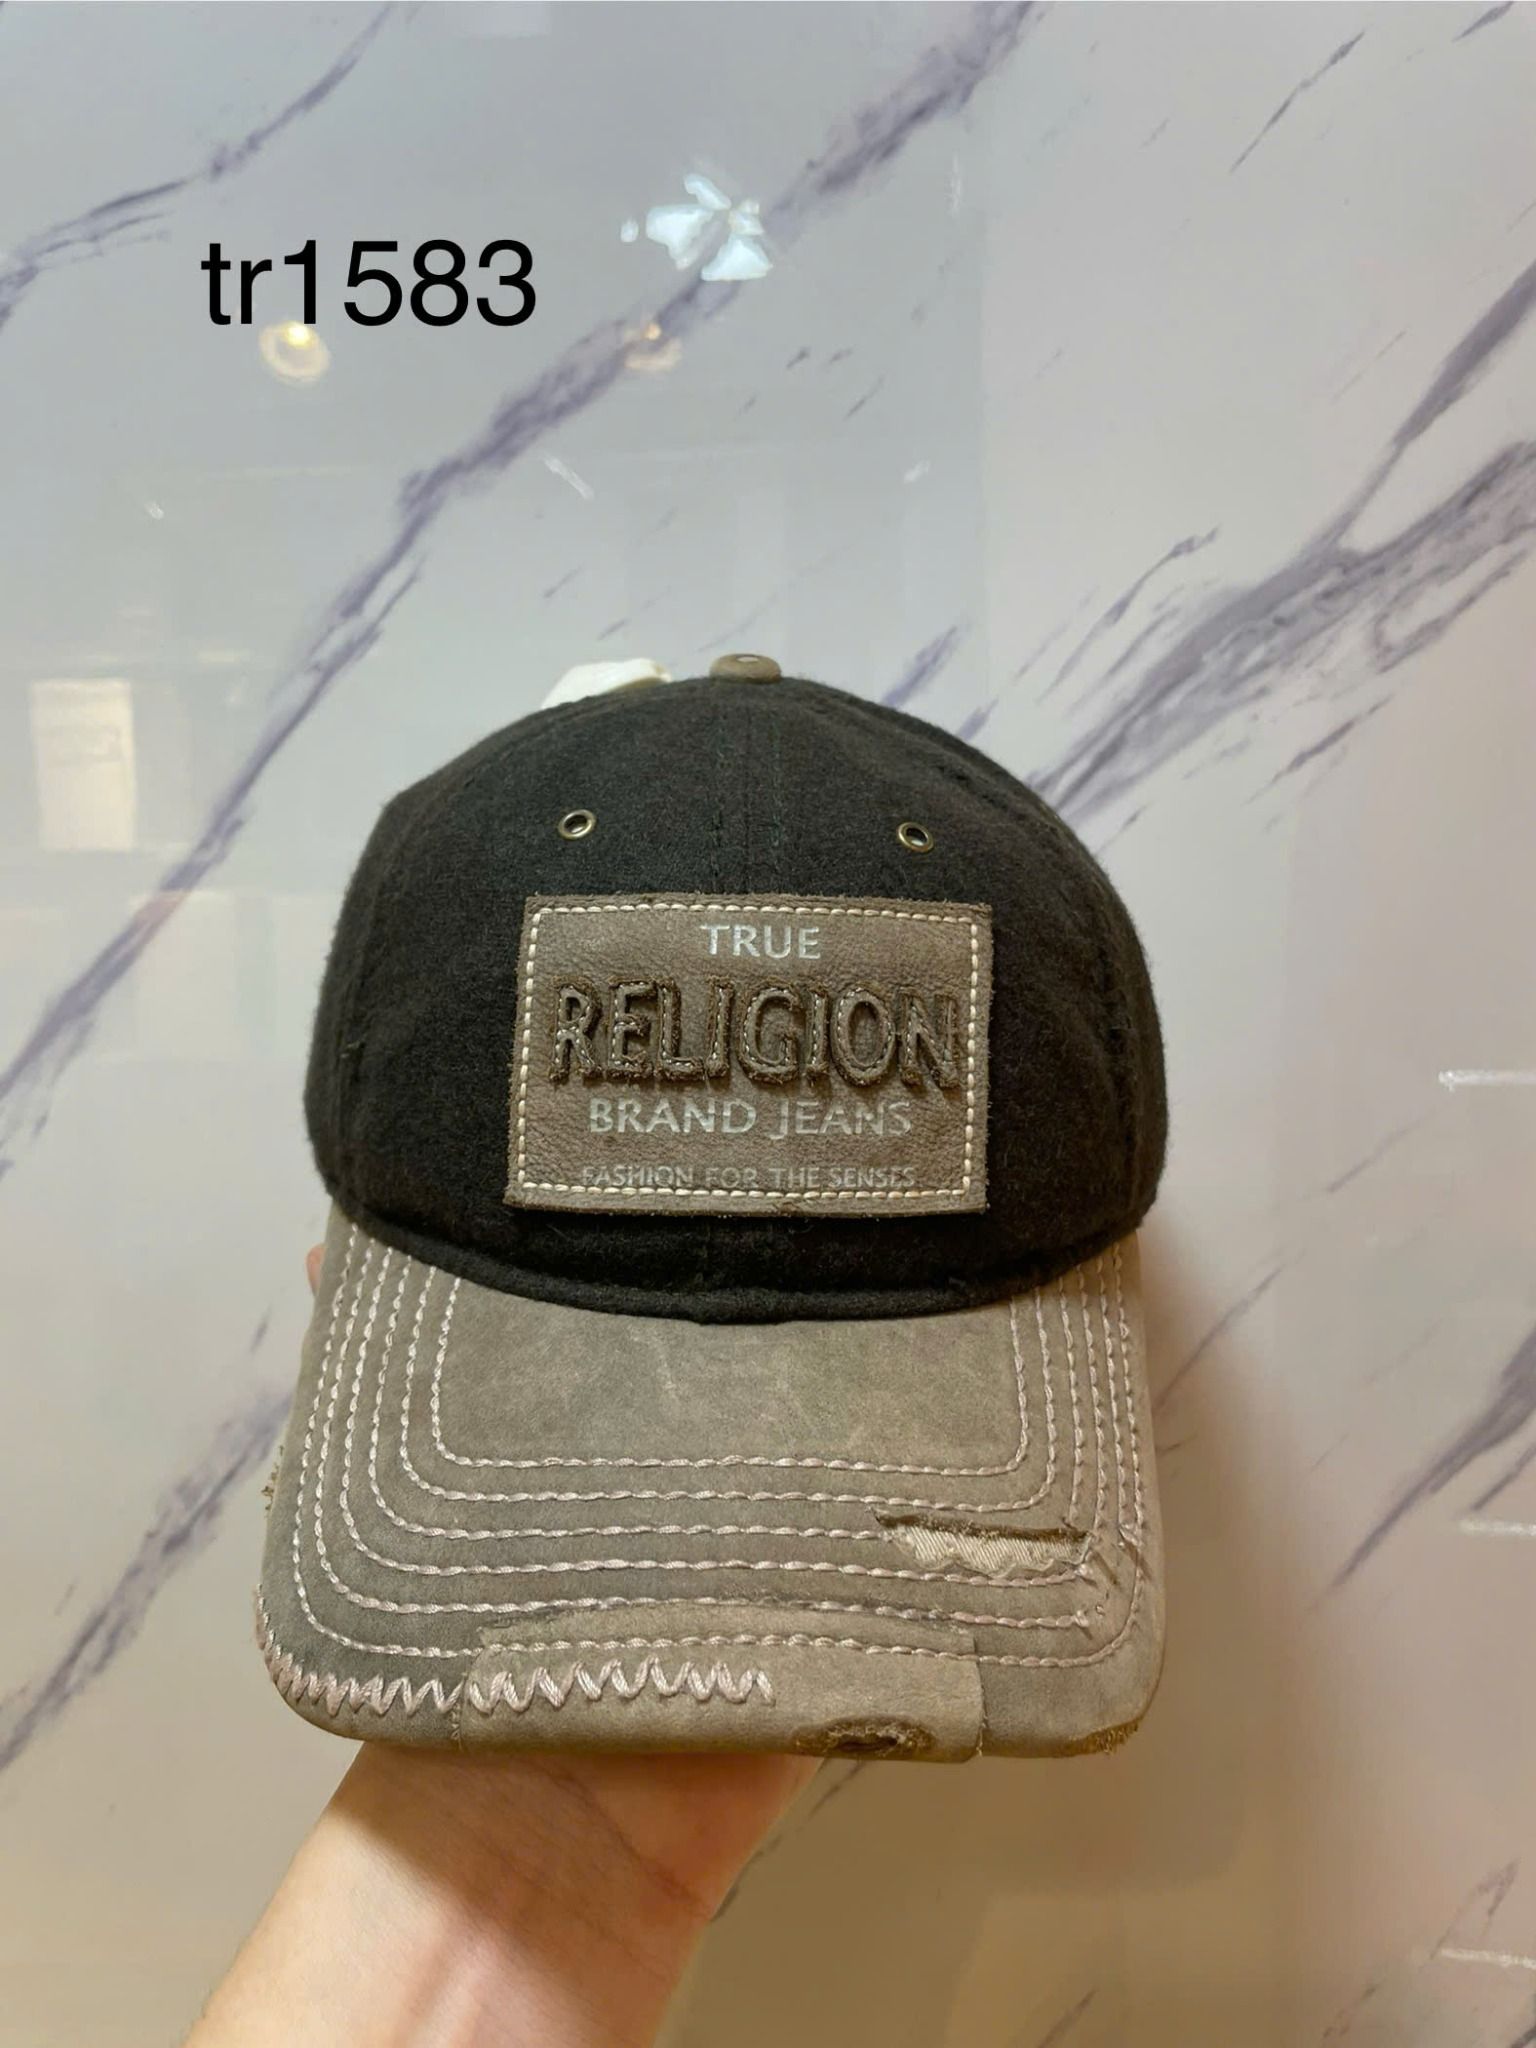 tr1583
TRUE
RELIGION
BRAND JEANS
FASHION FOR THE SENSES